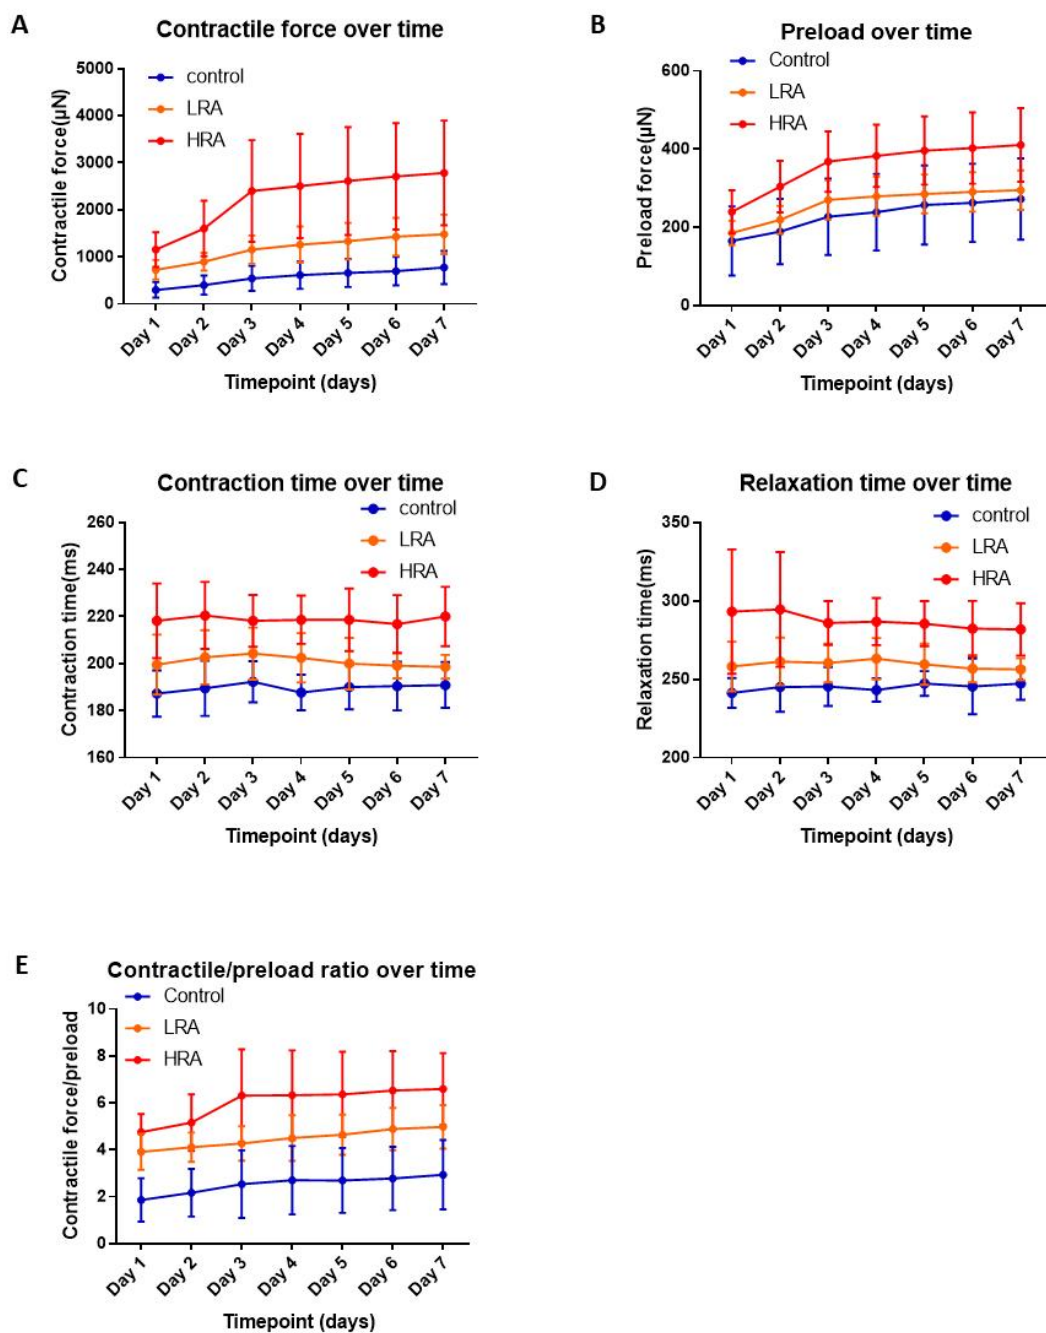 A
Contractile force over time
control
LRA
HRA
Contractile force(µN)
5000
4000
3000
2000
1000
0
Day 1 Day 2 Day 3 Day 4 Day 5 Day 6 Day 7
Timepoint (days)
B
Preload over time
Control
LRA
HRA
Preload force(µN)
600
400
200
0
Day 1 Day 2 Day 3 Day 4 Day 5 Day 6 Day 7
Timepoint (days)
C
Contraction time over time
control
LRA
HRA
Contraction time(ms)
260
240
220
200
180
160
Day 1 Day 2 Day 3 Day 4 Day 5 Day 6 Day 7
Timepoint (days)
D
Relaxation time over time
control
LRA
HRA
Relaxation time(ms)
350
300
250
200
Day 1 Day 2 Day 3 Day 4 Day 5 Day 6 Day 7
Timepoint (days)
E
Contractile/preload ratio over time
Control
LRA
HRA
Contractile force/preload
10
8
6
4
2
0
Day 1 Day 2 Day 3 Day 4 Day 5 Day 6 Day 7
Timepoint (days)